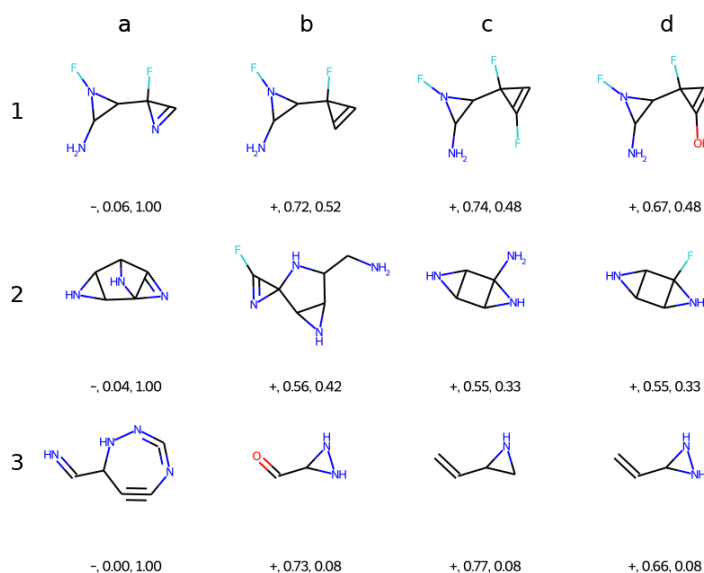 a b c d
1
F F N N H2N
F F N H2N
F F N NH2 F
F F N NH2 OH
−, 0.06, 1.00 +, 0.72, 0.52 +, 0.74, 0.48 +, 0.67, 0.48
2
HN HN N
F N H N NH2 N H
HN NH2 NH
HN F NH
−, 0.04, 1.00 +, 0.56, 0.42 +, 0.55, 0.33 +, 0.55, 0.33
3
HN HN N N
O H N NH
H N
H N NH
−, 0.00, 1.00 +, 0.73, 0.08 +, 0.77, 0.08 +, 0.66, 0.08